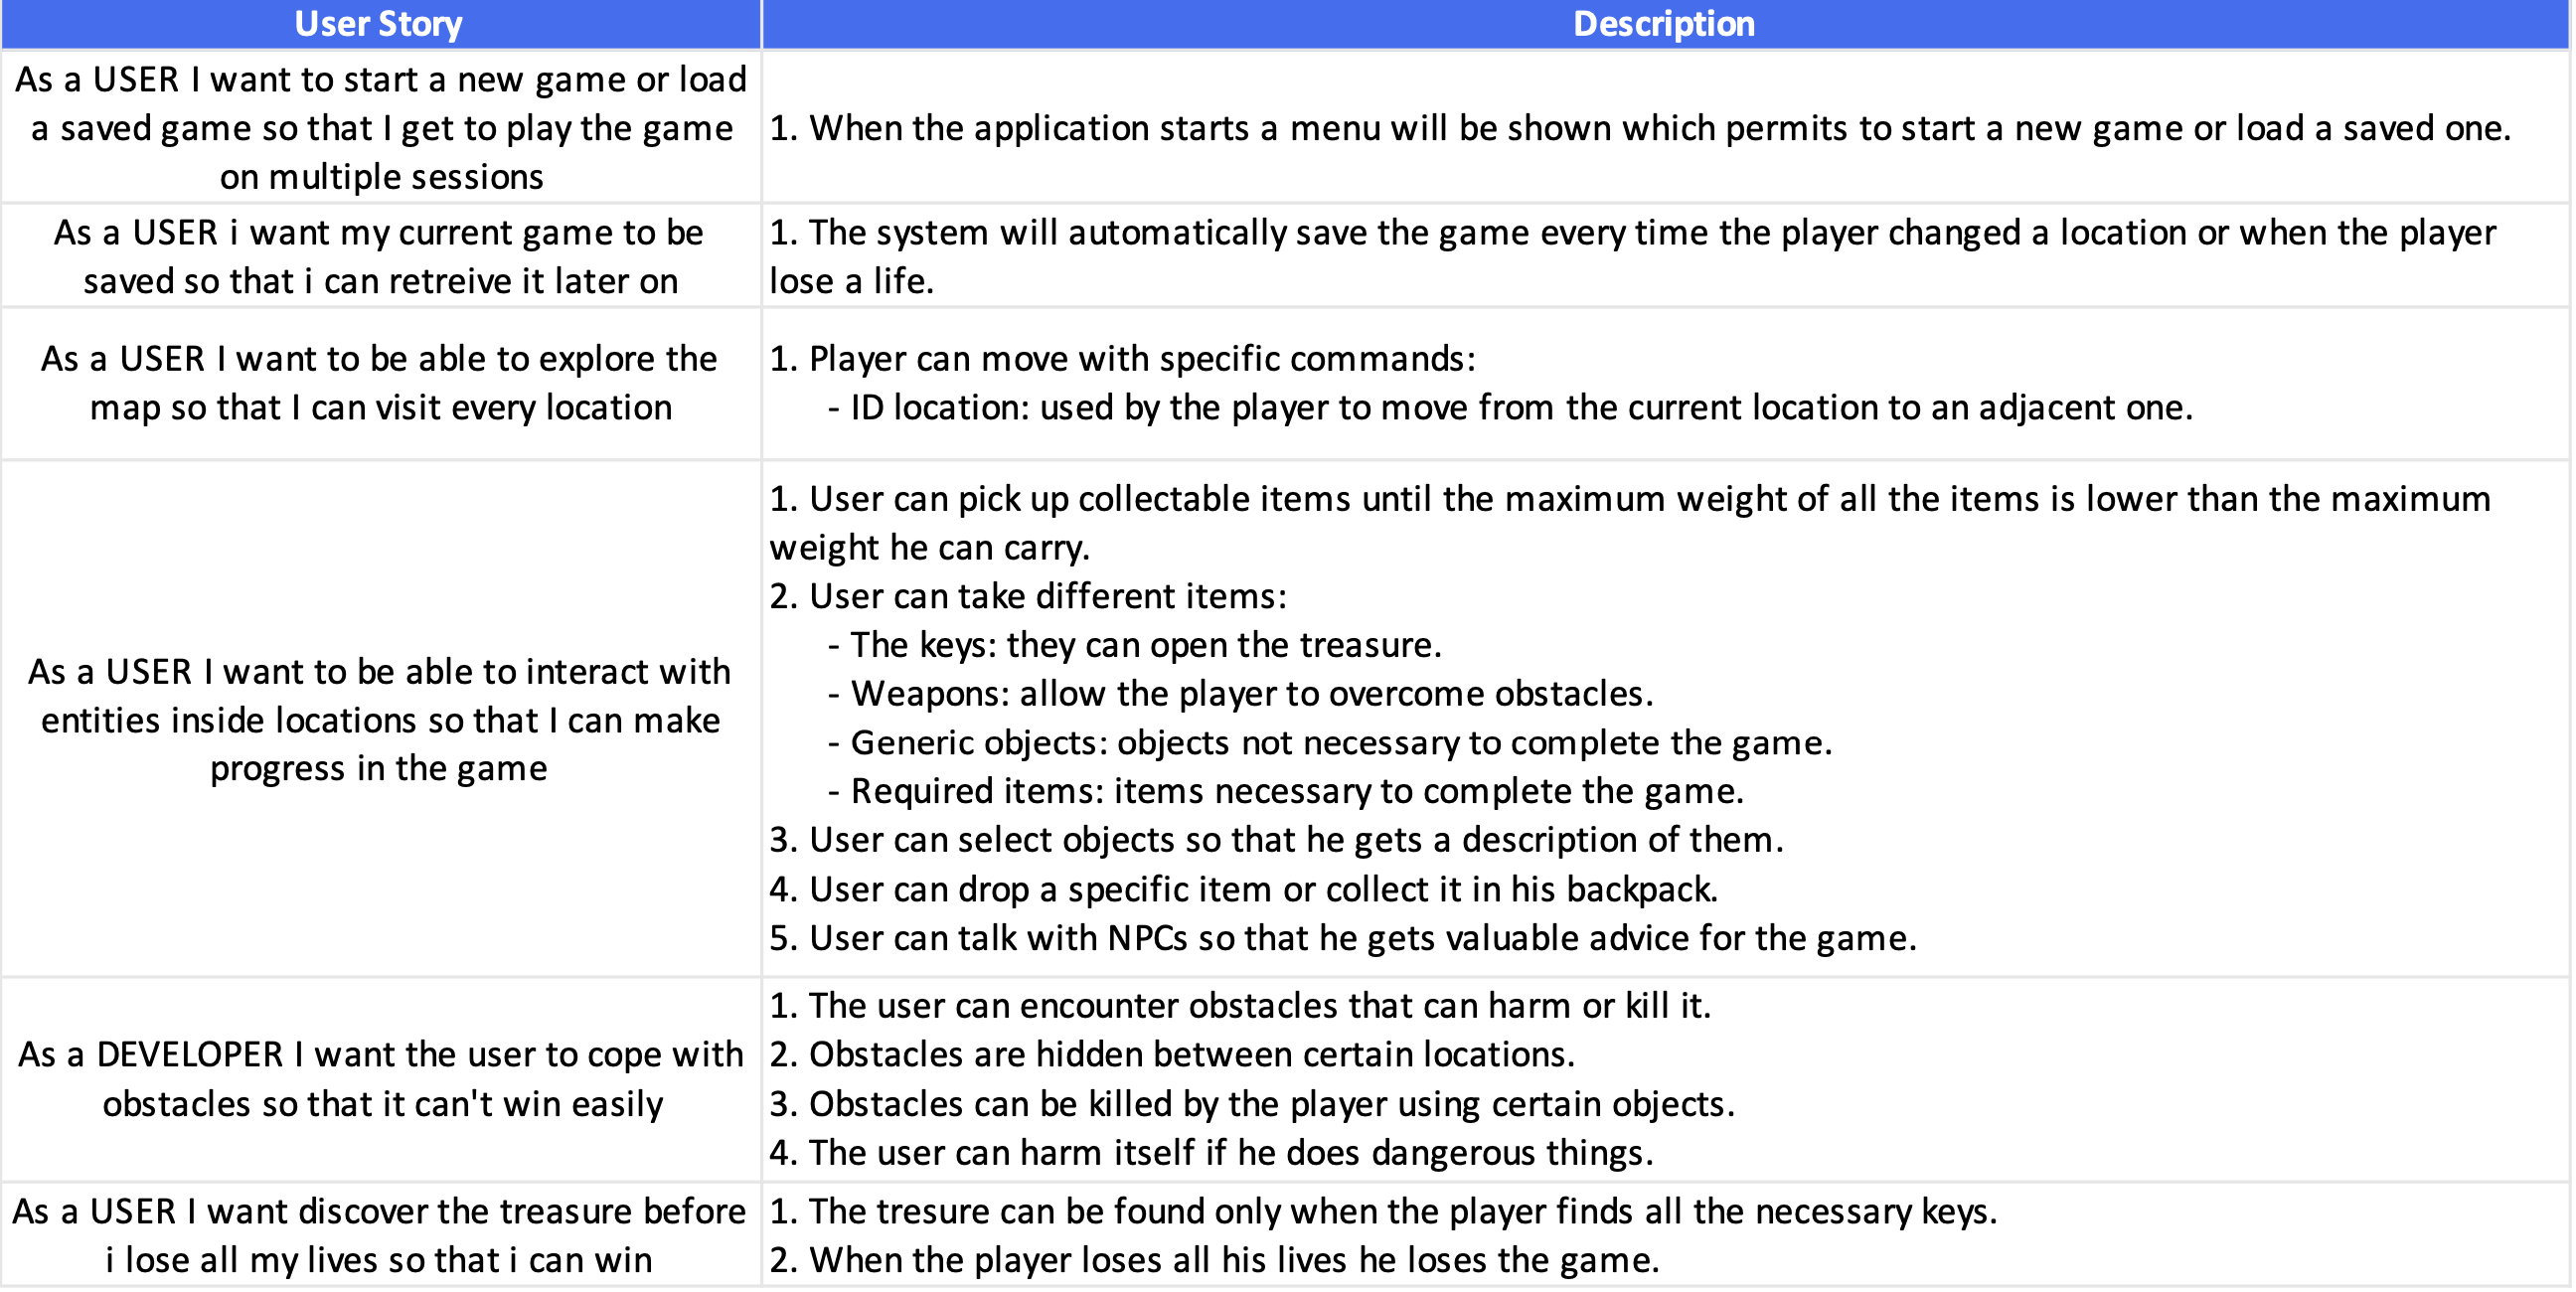 User Story
Description
As a USER I want to start a new game or load
a saved game so that I get to play the game
on multiple sessions
1. When the application starts a menu will be shown which permits to start a new game or load a saved one.
As a USER i want my current game to be
saved so that i can retreive it later on
1. The system will automatically save the game every time the player changed a location or when the player
lose a life.
As a USER I want to be able to explore the
map so that I can visit every location
1. Player can move with specific commands:
- ID location: used by the player to move from the current location to an adjacent one.
As a USER I want to be able to interact with
entities inside locations so that I can make
progress in the game
1. User can pick up collectable items until the maximum weight of all the items is lower than the maximum
weight he can carry.
2. User can take different items:
- The keys: they can open the treasure.
- Weapons: allow the player to overcome obstacles.
- Generic objects: objects not necessary to complete the game.
- Required items: items necessary to complete the game.
3. User can select objects so that he gets a description of them.
4. User can drop a specific item or collect it in his backpack.
5. User can talk with NPCs so that he gets valuable advice for the game.
As a DEVELOPER I want the user to cope with
obstacles so that it can't win easily
1. The user can encounter obstacles that can harm or kill it.
2. Obstacles are hidden between certain locations.
3. Obstacles can be killed by the player using certain objects.
4. The user can harm itself if he does dangerous things.
As a USER I want discover the treasure before
i lose all my lives so that i can win
1. The tresure can be found only when the player finds all the necessary keys.
2. When the player loses all his lives he loses the game.